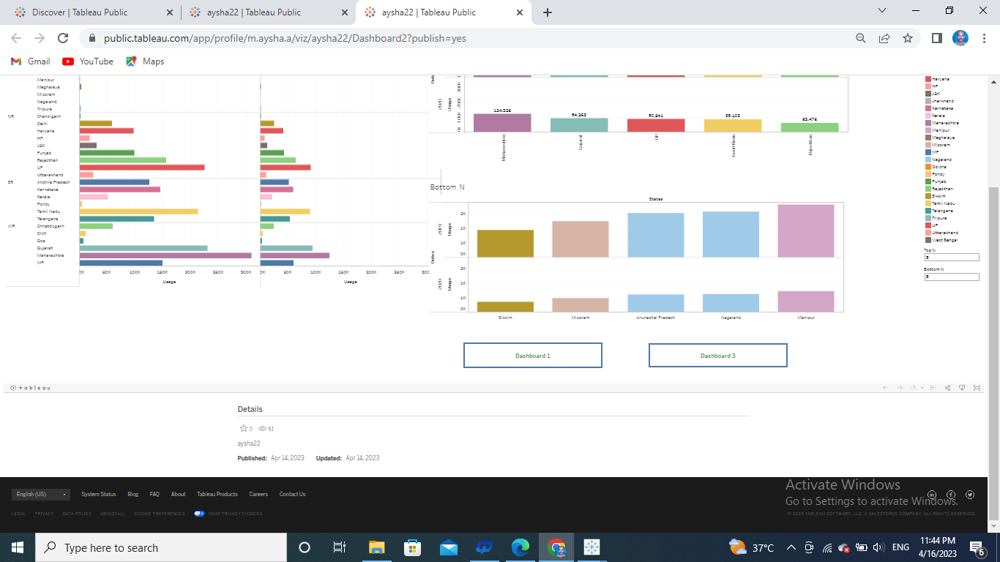 Discover | Tableau Public
aysha22 | Tableau Public
aysha22 | Tableau Public
public.tableau.com/app/profile/m.aysha.a/viz/aysha22/Dashboard2?publish=yes
Gmail
YouTube
Maps
Manipur
Meghalaya
Mizoram
Nagaland
Tripura
NR
Chandigarh
Delhi
Haryana
HP
J&K
Punjab
Rajasthan
UP
Uttarakhand
SR
Andhra Pradesh
Karnataka
Kerala
Pondy
Tamil Nadu
Telangana
WR
Chhattisgarh
DNH
Goa
Gujarat
Maharashtra
MP
0K 50K 100K 150K 200K 250K 300K
Usage
0K 50K 100K 150K 200K 250K 300K
Usage
2020
Usage
0K 100K 200K 300K
94,263
Maharashtra
Gujarat
UP
Tamil Nadu
Rajasthan
Bottom N
States
Dates
2019
Usage
2K
1K
1K
0K
2020
Usage
2K
1K
1K
0K
Sikkim
Mizoram
Arunachal Pradesh
Nagaland
Manipur
Haryana
HP
J&K
Jharkhand
Karnataka
Kerala
Maharashtra
Manipur
Meghalaya
Mizoram
MP
Nagaland
Odisha
Pondy
Punjab
Rajasthan
Sikkim
Tamil Nadu
Telangana
Tripura
UP
Uttarakhand
West Bengal
Top N
5
Bottom N
5
Dashboard 1
Dashboard 3
+ a b l e a u
Details
0
61
aysha22
Published: Apr 14, 2023 Updated: Apr 14, 2023
English (US)
System Status
Blog
FAQ
About
Tableau Products
Careers
Contact Us
LEGAL
PRIVACY
DATA POLICY
UNINSTALL
COOKIE PREFERENCES
YOUR PRIVACY CHOICES
Activate Windows
Go to Settings to activate Windows.
© 2023 TABLEAU SOFTWARE, LLC, A SALESFORCE COMPANY. ALL RIGHTS RESERVED.
Type here to search
37°C
ENG
11:44 PM
4/16/2023
6